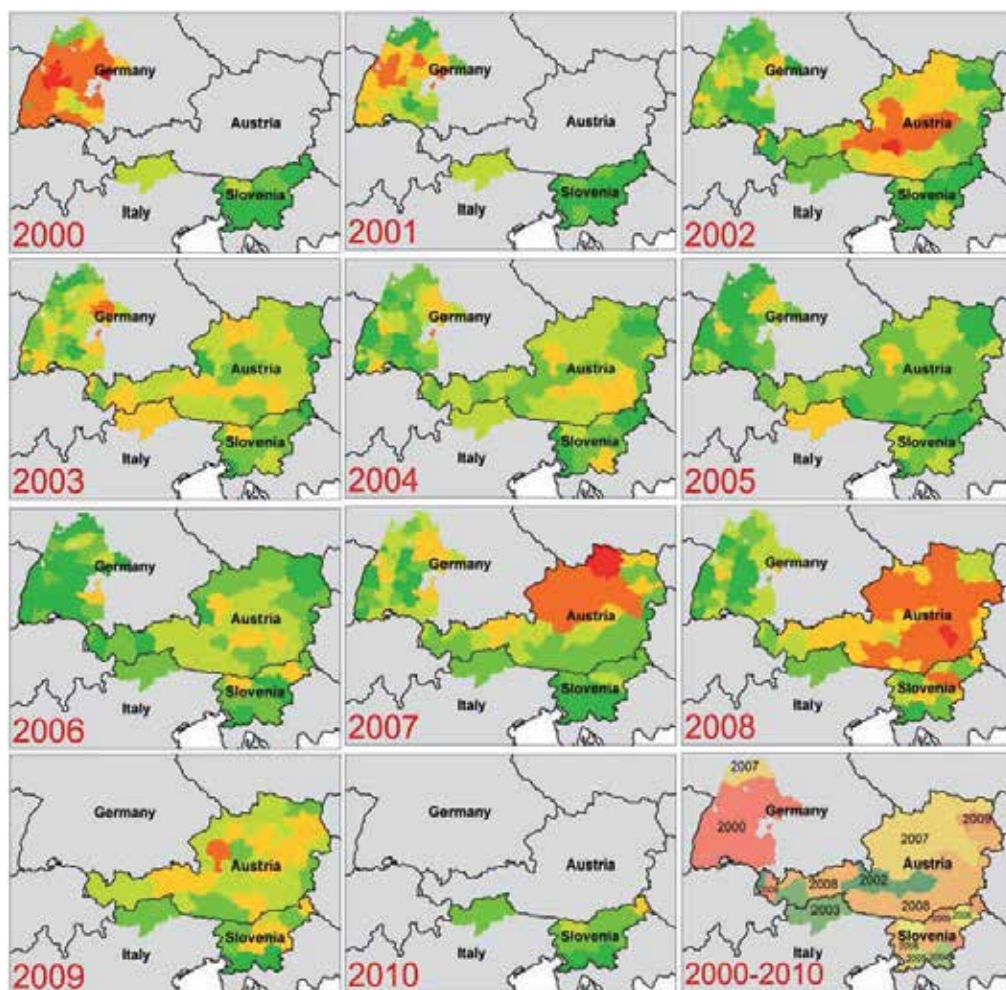 Germany
Austria
Slovenia
Italy
2000
Germany
Austria
Slovenia
Italy
2001
Germany
Austria
Slovenia
Italy
2002
Germany
Austria
Slovenia
Italy
2003
Germany
Austria
Slovenia
Italy
2004
Germany
Austria
Slovenia
Italy
2005
Germany
Austria
Slovenia
Italy
2006
Germany
Austria
Slovenia
Italy
2007
Germany
Austria
Slovenia
Italy
2008
Germany
Austria
Slovenia
Italy
2009
Germany
Austria
Slovenia
Italy
2010
2007
Germany
2000
2009
2007
Austria
2008
2002
2003
2008
Slovenia
Italy
2000-2010